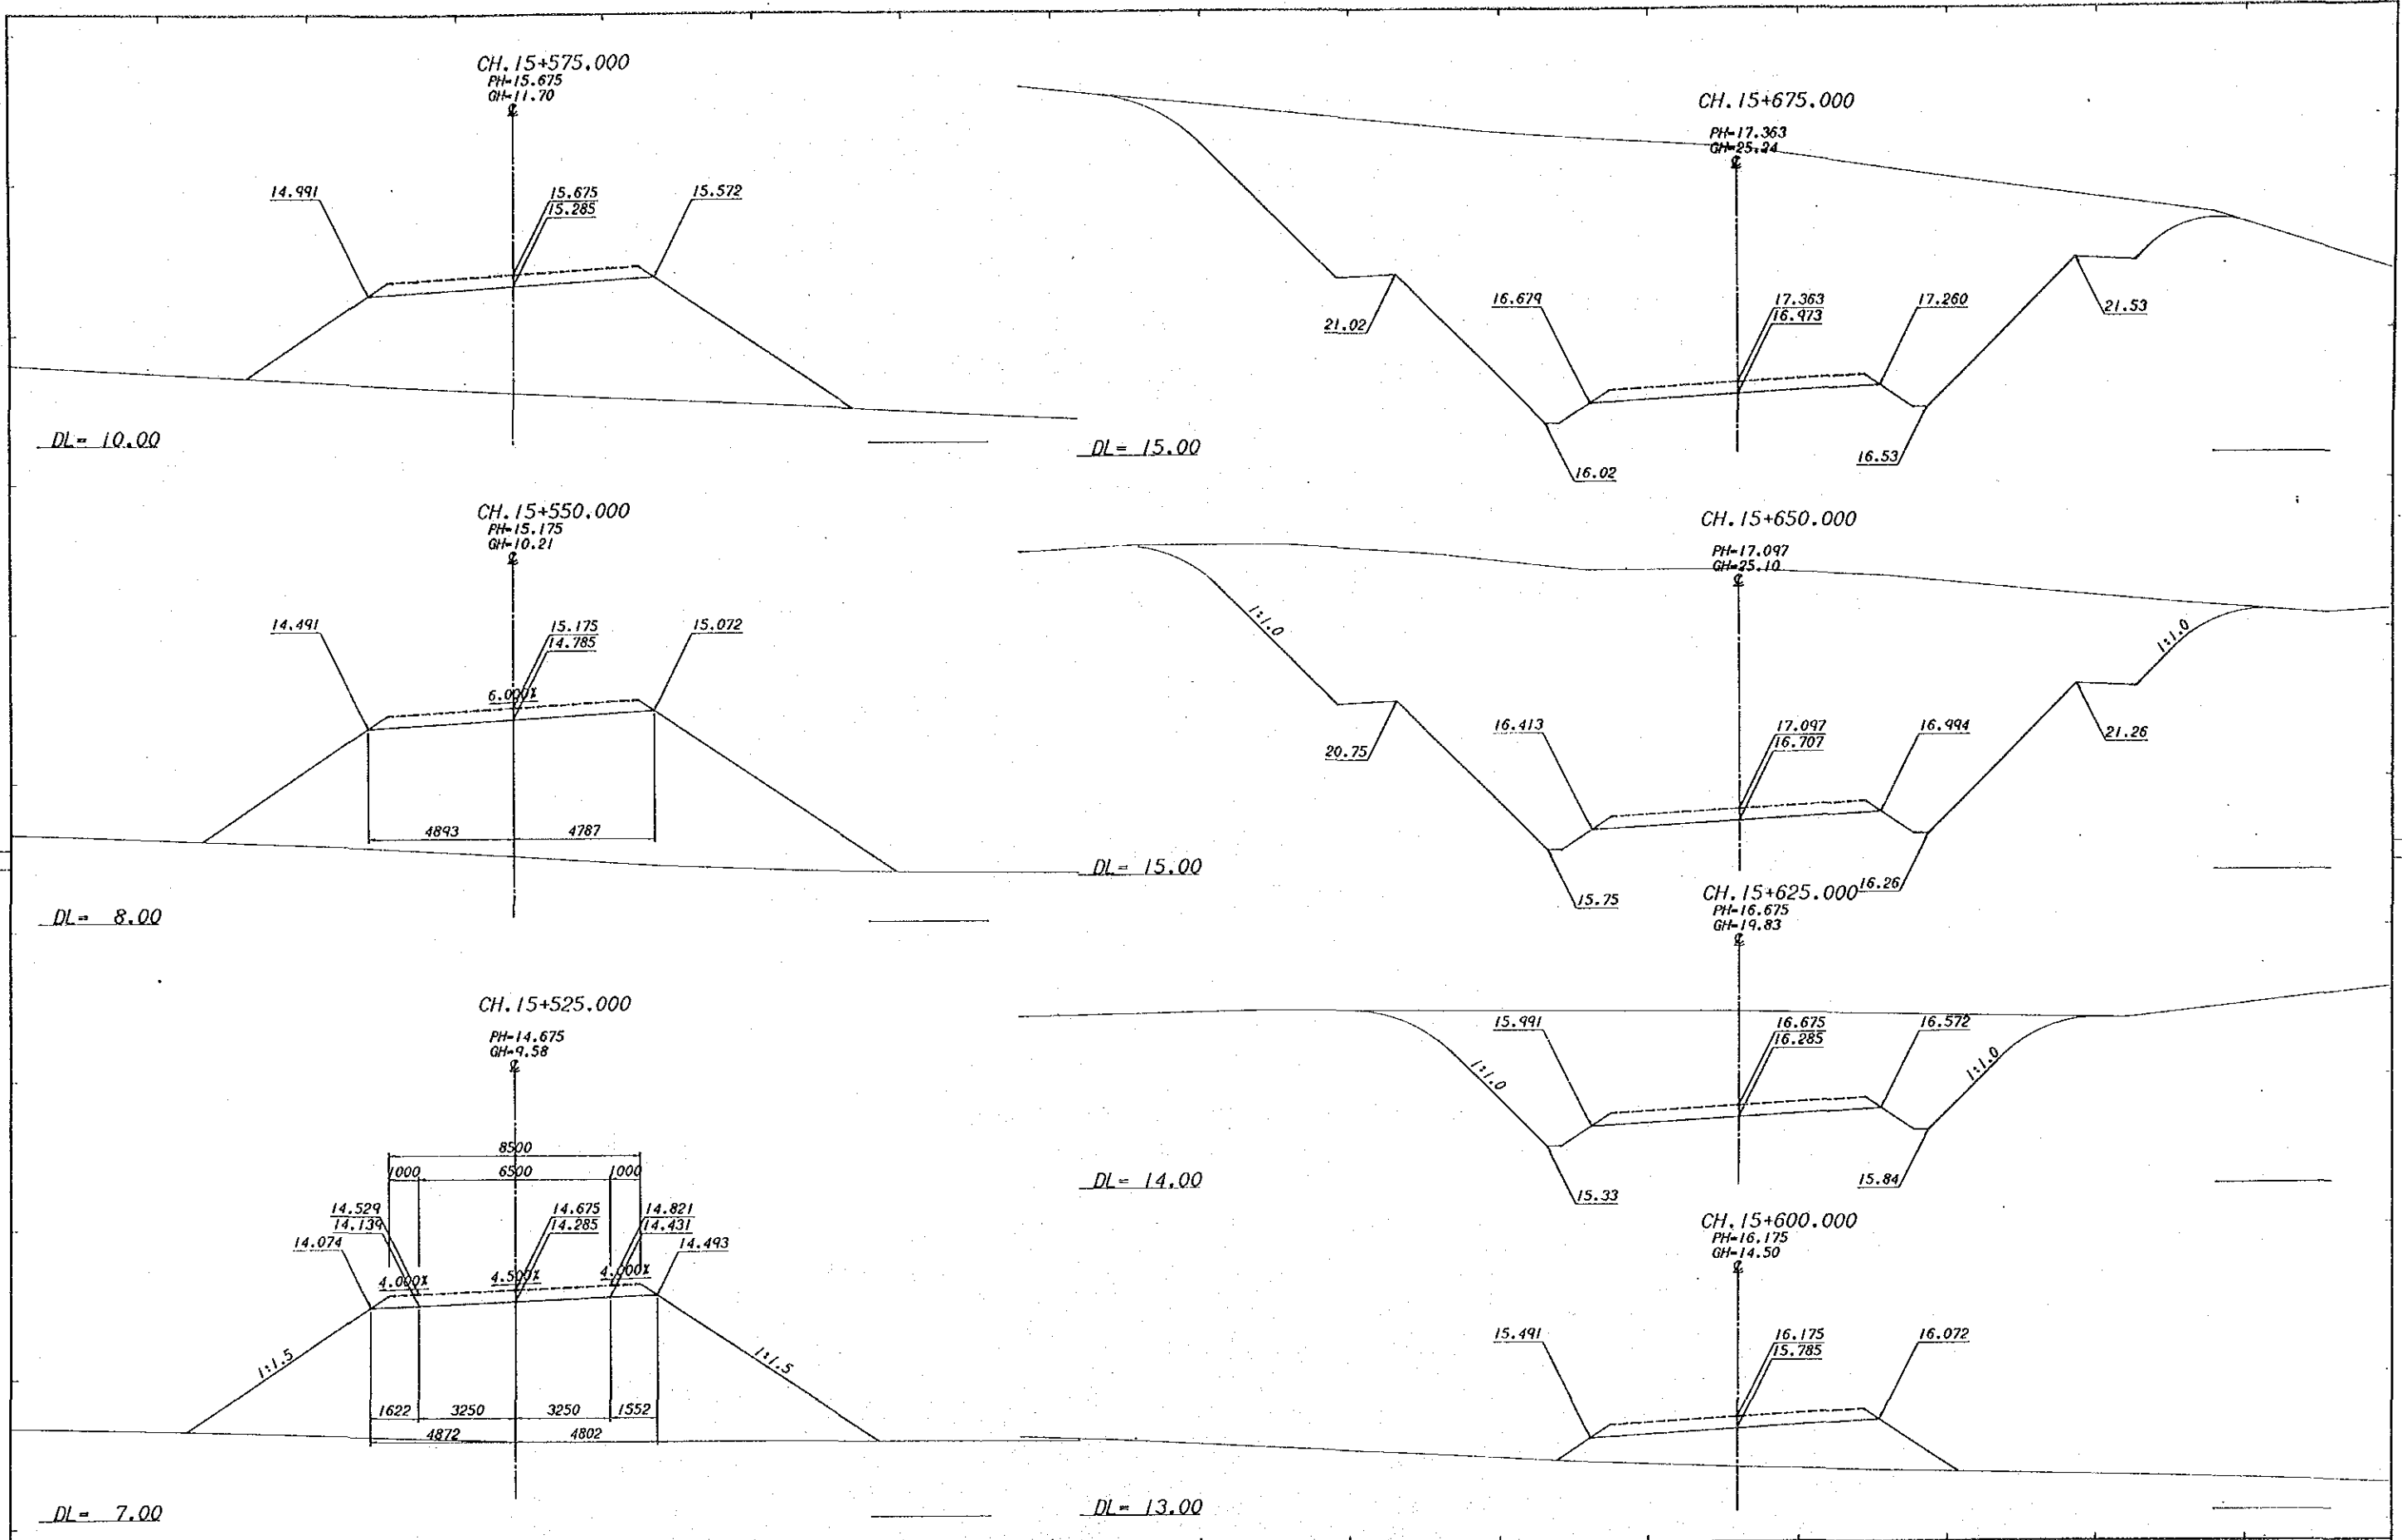 CH.15+575.000
PH=15.675
GH=11.70
14.991
15.675
15.285
15.572
DL= 10.00
CH.15+550.000
PH=15.175
GH=10.21
14.491
15.175
14.785
15.072
6.000%
4893
4787
DL= 8.00
CH.15+525.000
PH=14.675
GH=9.58
8500
1000
6500
1000
14.529
14.139
14.074
14.675
14.285
14.821
14.431
14.493
4.000%
4.500%
4.000%
1:1.5
1:1.5
1622
3250
3250
1552
4872
4802
DL= 7.00
CH.15+675.000
PH=17.363
GH=25.24
21.02
16.679
17.363
16.973
17.260
21.53
16.02
16.53
DL= 15.00
CH.15+650.000
PH=17.097
GH=25.10
1:1.0
1:1.0
20.75
16.413
17.097
16.707
16.994
21.26
15.75
16.26
DL= 15.00
CH.15+625.000
PH=16.675
GH=19.83
15.991
16.675
16.285
16.572
1:1.0
1:1.0
15.33
15.84
DL= 14.00
CH.15+600.000
PH=16.175
GH=14.50
15.491
16.175
15.785
16.072
DL= 13.00